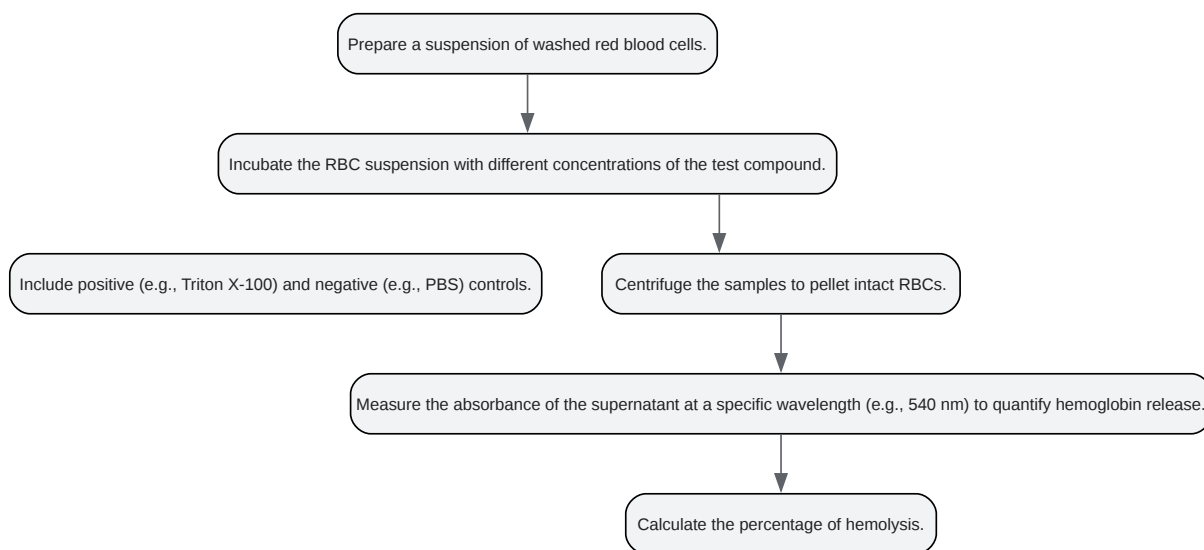 Prepare a suspension of washed red blood cells.
Incubate the RBC suspension with different concentrations of the test compound.
Include positive (e.g., Triton X-100) and negative (e.g., PBS) controls.
Centrifuge the samples to pellet intact RBCs.
Measure the absorbance of the supernatant at a specific wavelength (e.g., 540 nm) to quantify hemoglobin release.
Calculate the percentage of hemolysis.